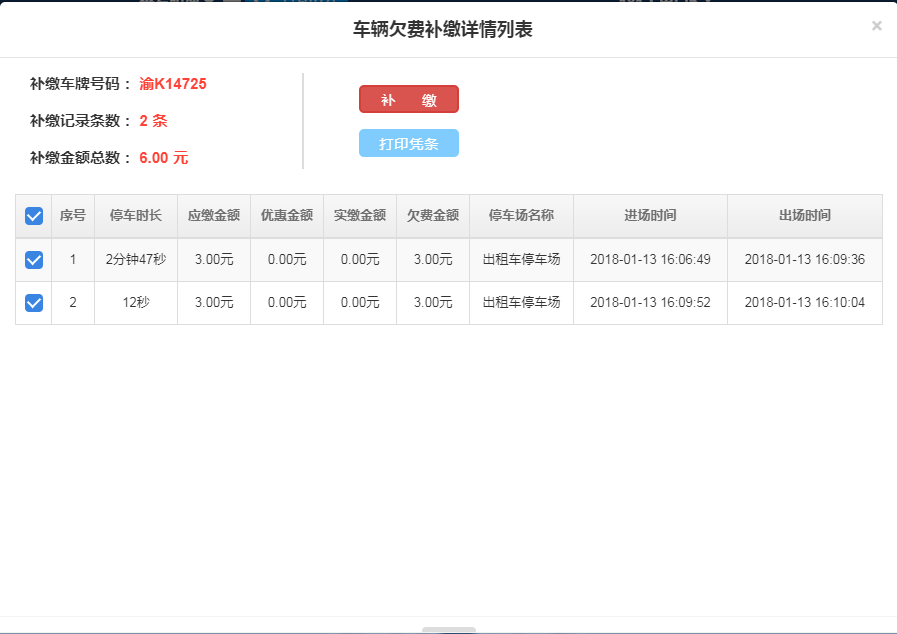 车辆欠费补缴详情列表
×
补缴车牌号码： 渝K14725
补缴记录条数： 2 条
补缴金额总数： 6.00 元
补 缴
打印凭条
序号 停车时长 应缴金额 优惠金额 实缴金额 欠费金额 停车场名称 进场时间 出场时间
1 2分钟47秒 3.00元 0.00元 0.00元 3.00元 出租车停车场 2018-01-13 16:06:49 2018-01-13 16:09:36
2 12秒 3.00元 0.00元 0.00元 3.00元 出租车停车场 2018-01-13 16:09:52 2018-01-13 16:10:04